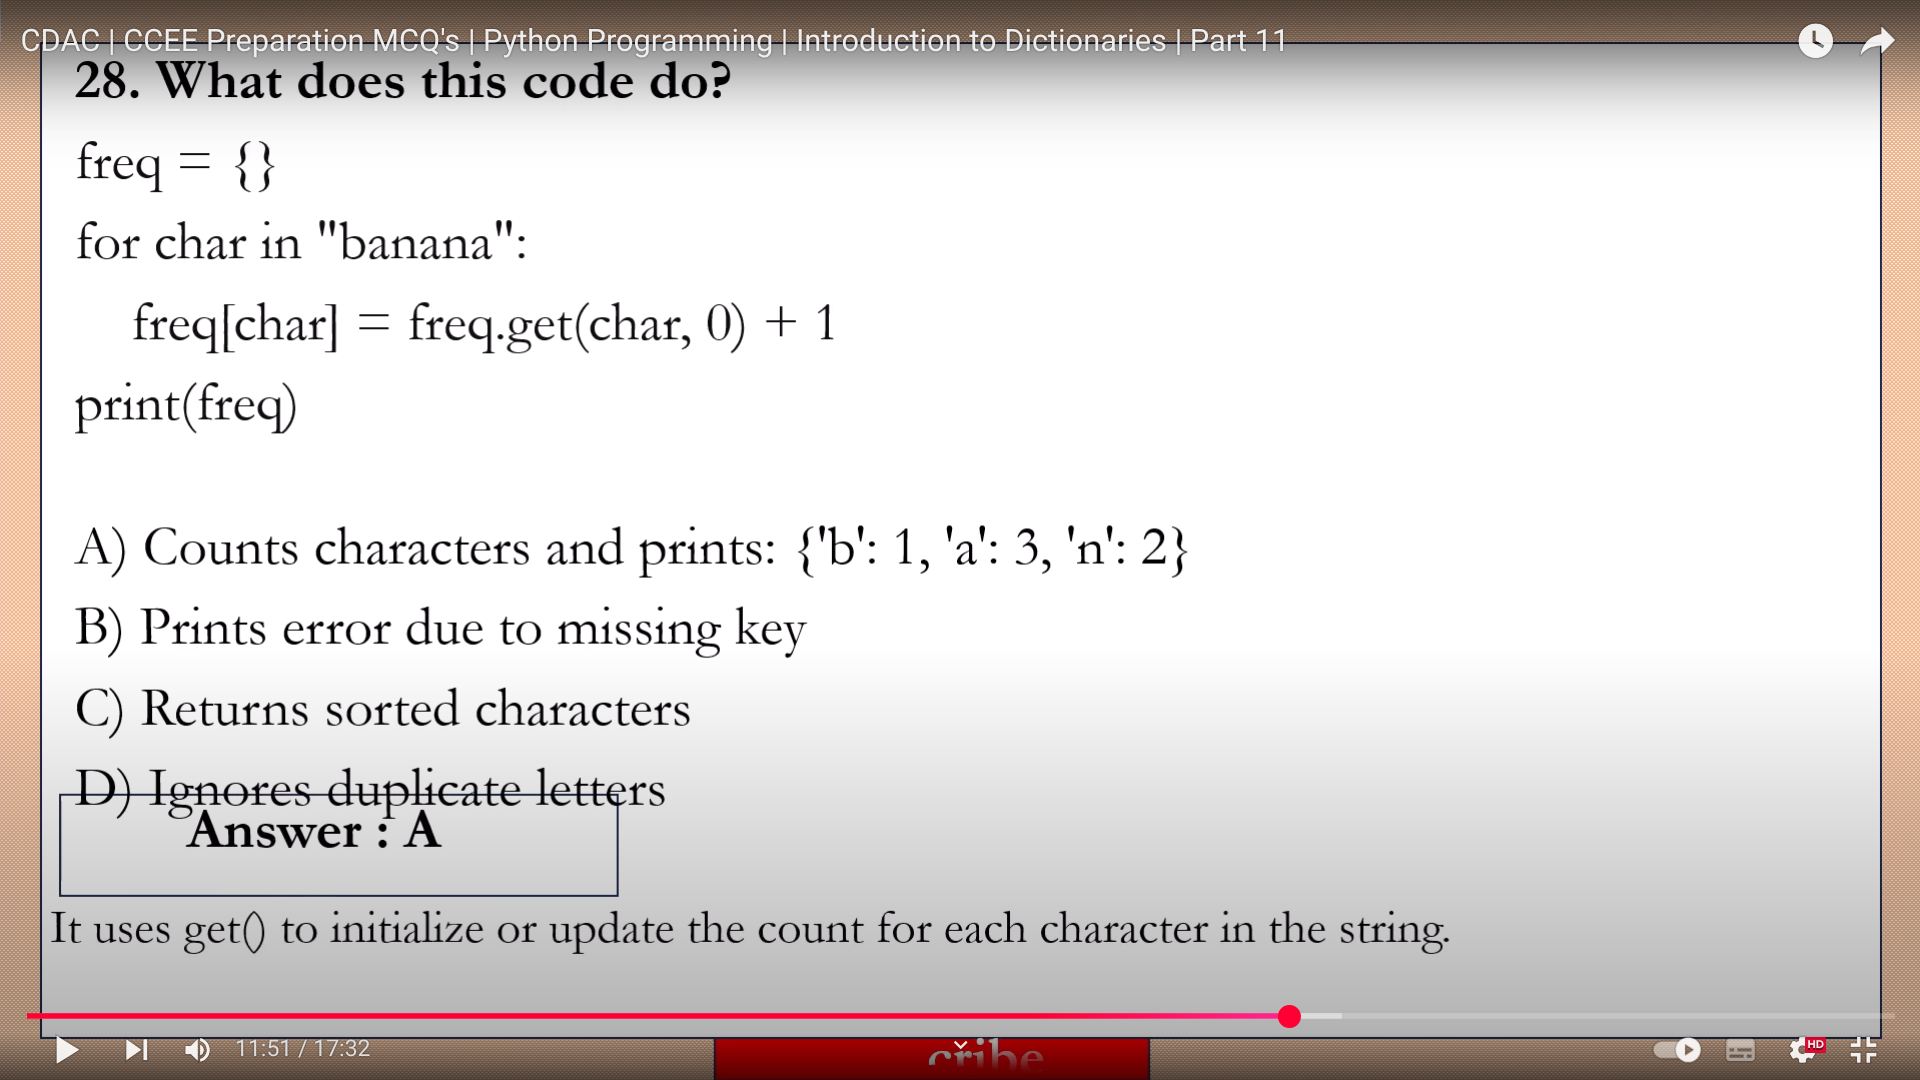 CDAC | CCEE Preparation MCQ's | Python Programming | Introduction to Dictionaries | Part 11
28. What does this code do?
freq = {}
for char in "banana":
    freq[char] = freq.get(char, 0) + 1
print(freq)
A) Counts characters and prints: {'b': 1, 'a': 3, 'n': 2}
B) Prints error due to missing key
C) Returns sorted characters
D) Ignores duplicate letters
Answer : A
It uses get() to initialize or update the count for each character in the string.
11:51 / 17:32
cribe
HD